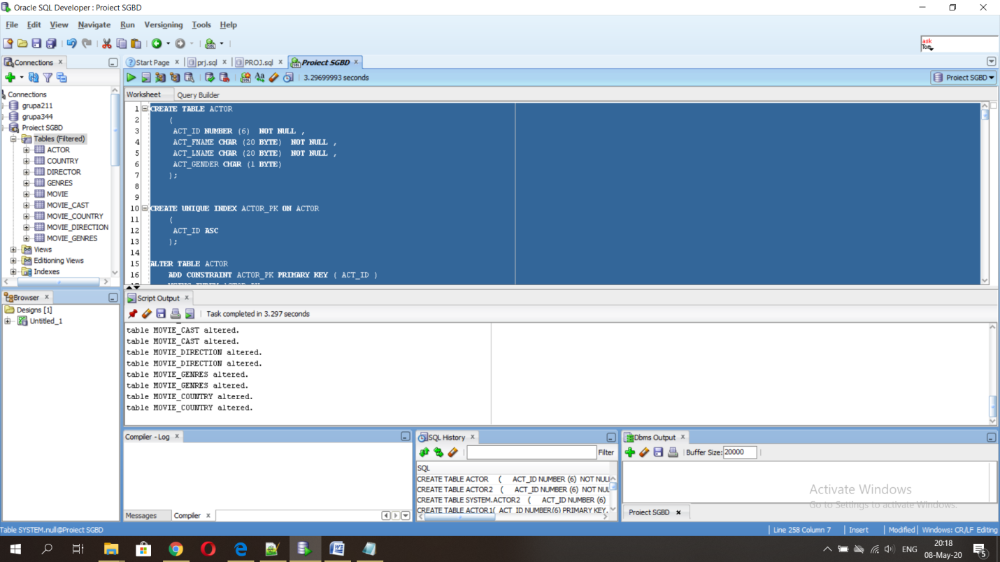 Oracle SQL Developer : Proiect SGBD
File Edit View Navigate Run Versioning Tools Help
ask
Tom
Connections
Start Page
prj.sql
PROJ.sql
Proiect SGBD
3.29699993 seconds
Proiect SGBD
Connections
grupa211
grupa344
Proiect SGBD
Tables (Filtered)
ACTOR
COUNTRY
DIRECTOR
GENRES
MOVIE
MOVIE_CAST
MOVIE_COUNTRY
MOVIE_DIRECTION
MOVIE_GENRES
Views
Editioning Views
Indexes
Worksheet Query Builder
1 CREATE TABLE ACTOR
2 (
3 ACT_ID NUMBER (6) NOT NULL ,
4 ACT_FNAME CHAR (20 BYTE) NOT NULL ,
5 ACT_LNAME CHAR (20 BYTE) NOT NULL ,
6 ACT_GENDER CHAR (1 BYTE)
7 );
8
9
10 CREATE UNIQUE INDEX ACTOR_PK ON ACTOR
11 (
12 ACT_ID ASC
13 );
14
15 ALTER TABLE ACTOR
16 ADD CONSTRAINT ACTOR_PK PRIMARY KEY ( ACT_ID )
Browser
Designs [1]
Untitled_1
Script Output
Task completed in 3.297 seconds
table MOVIE_CAST altered.
table MOVIE_CAST altered.
table MOVIE_DIRECTION altered.
table MOVIE_DIRECTION altered.
table MOVIE_GENRES altered.
table MOVIE_GENRES altered.
table MOVIE_COUNTRY altered.
table MOVIE_COUNTRY altered.
Compiler - Log
Messages Compiler
SQL History
Filter
SQL
CREATE TABLE ACTOR ( ACT_ID NUMBER (6) NOT NULL
CREATE TABLE ACTOR2 ( ACT_ID NUMBER (6) NOT NUL
CREATE TABLE SYSTEM.ACTOR2 ( ACT_ID NUMBER (6)
CREATE TABLE ACTOR1( ACT_ID NUMBER(6) PRIMARY KEY,
Dbms Output
Buffer Size: 20000
Proiect SGBD
Activate Windows
Go to Settings to activate Windows.
Table SYSTEM.null@Proiect SGBD
Line 258 Column 7 Insert Modified Windows: CR/LF Editing
ENG
20:18
08-May-20
5